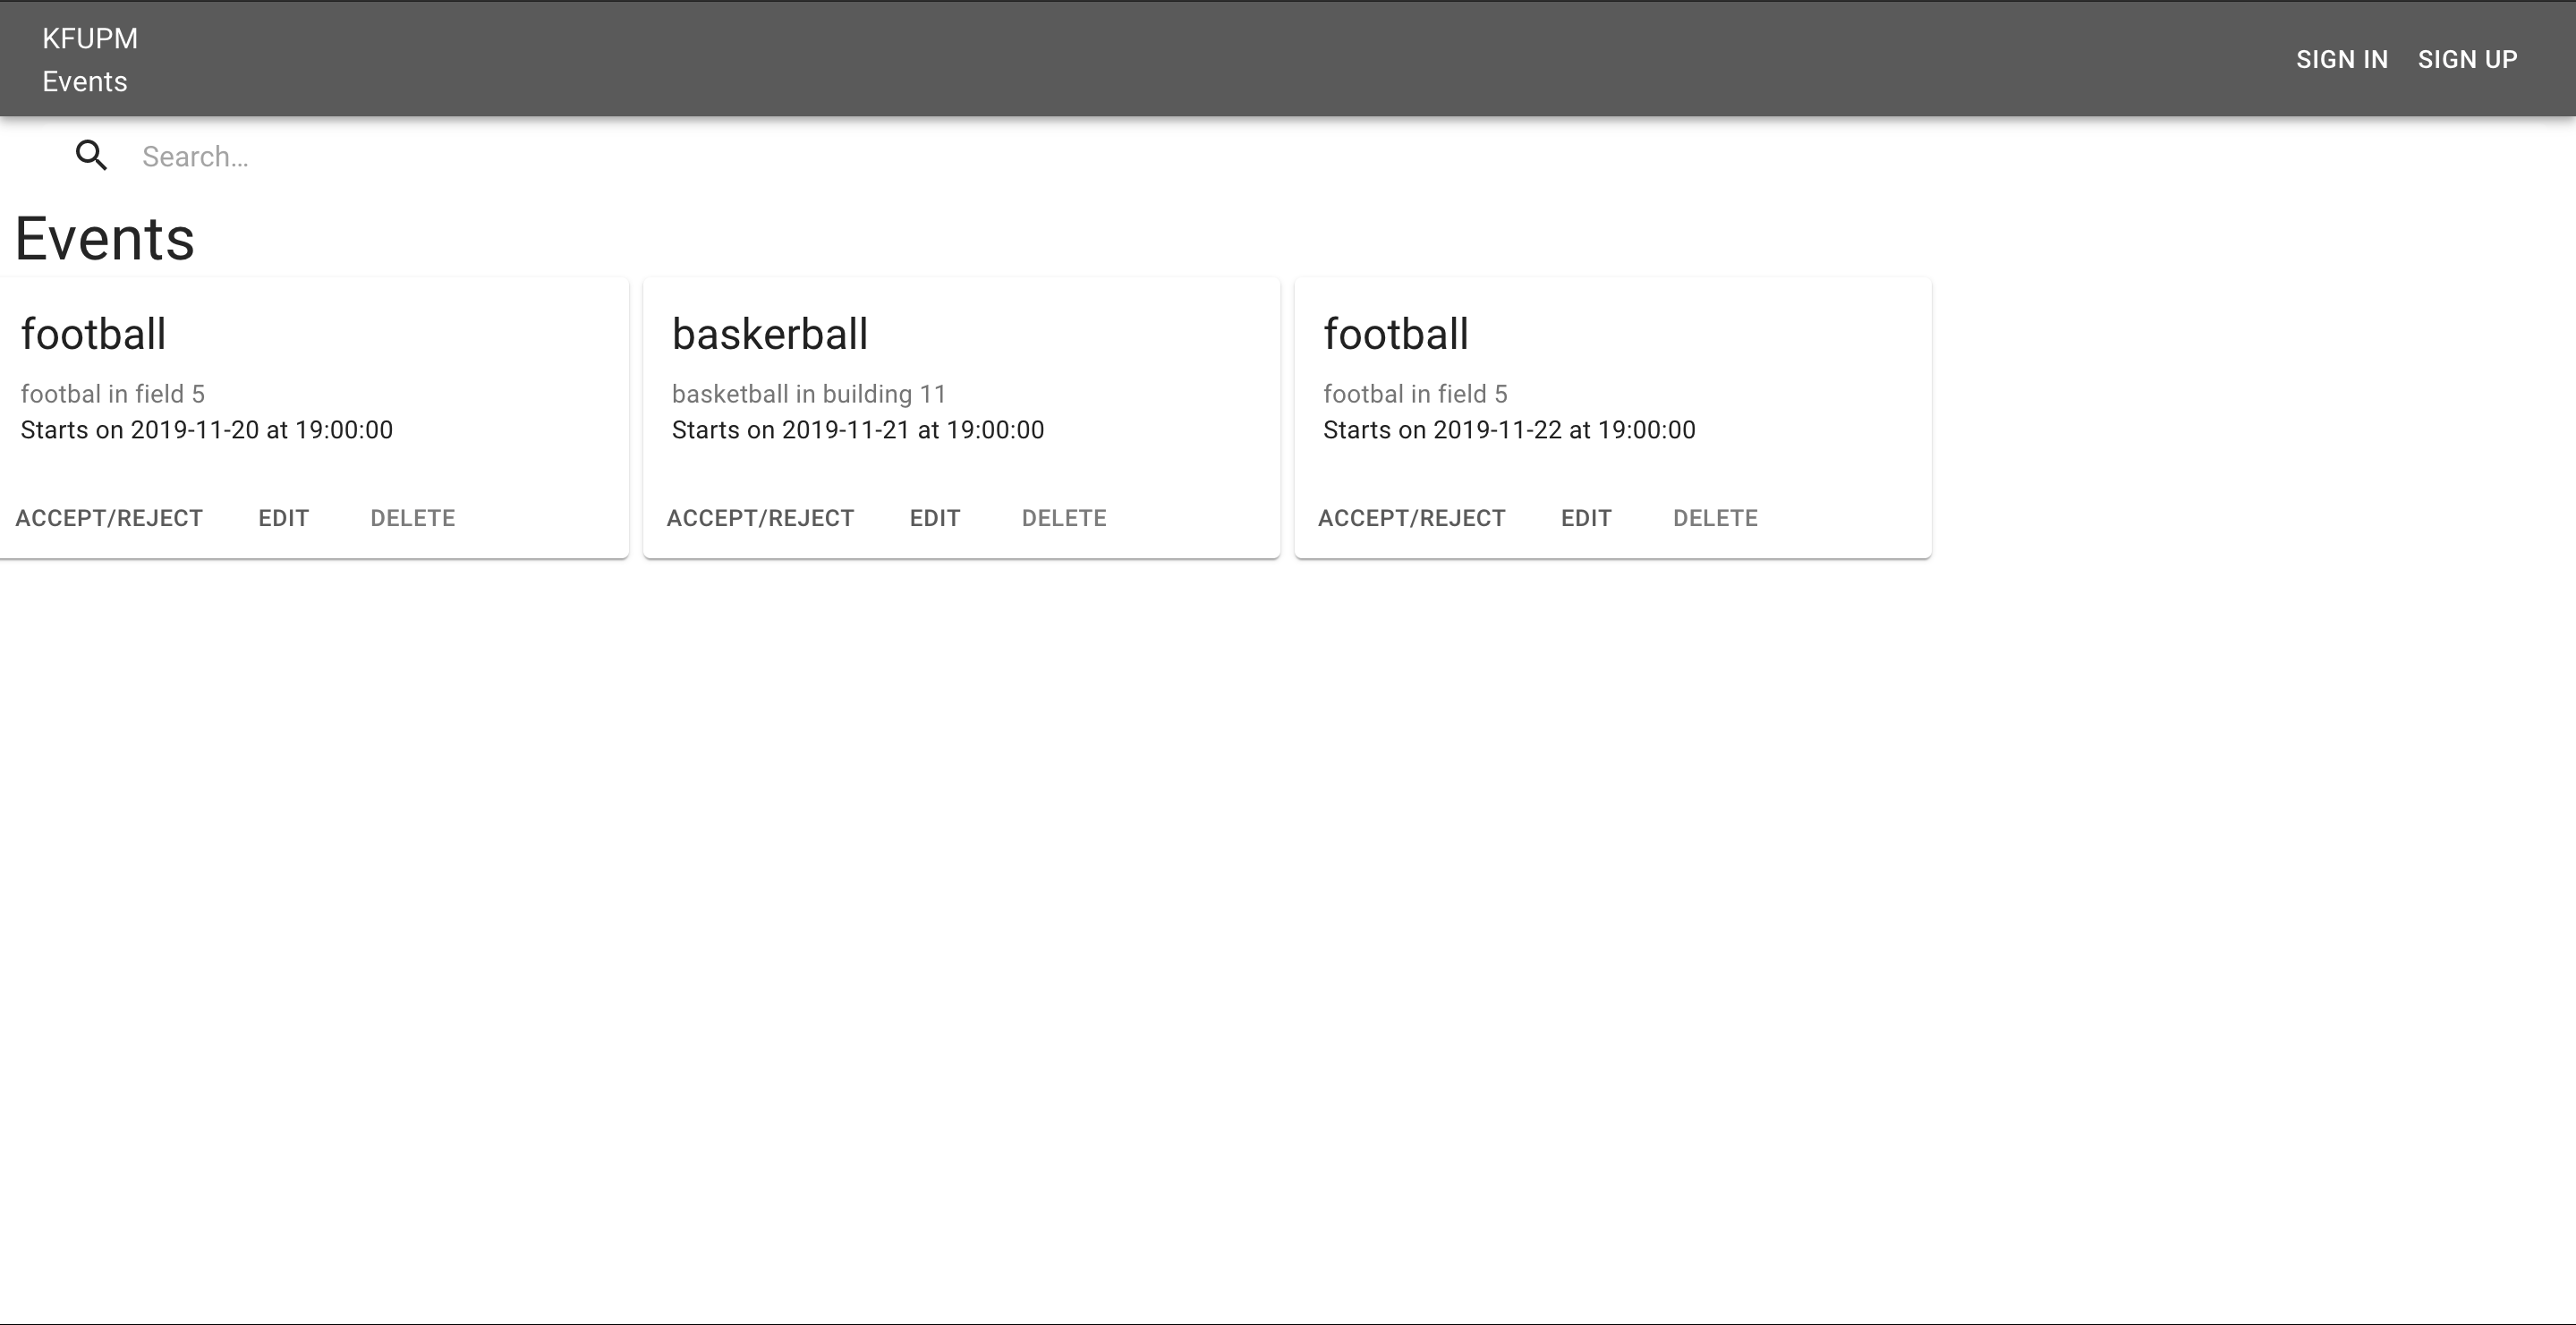 KFUPM
Events
SIGN IN SIGN UP
Search...
Events
football
footbal in field 5
Starts on 2019-11-20 at 19:00:00
ACCEPT/REJECT EDIT DELETE
baskerball
basketball in building 11
Starts on 2019-11-21 at 19:00:00
ACCEPT/REJECT EDIT DELETE
football
footbal in field 5
Starts on 2019-11-22 at 19:00:00
ACCEPT/REJECT EDIT DELETE